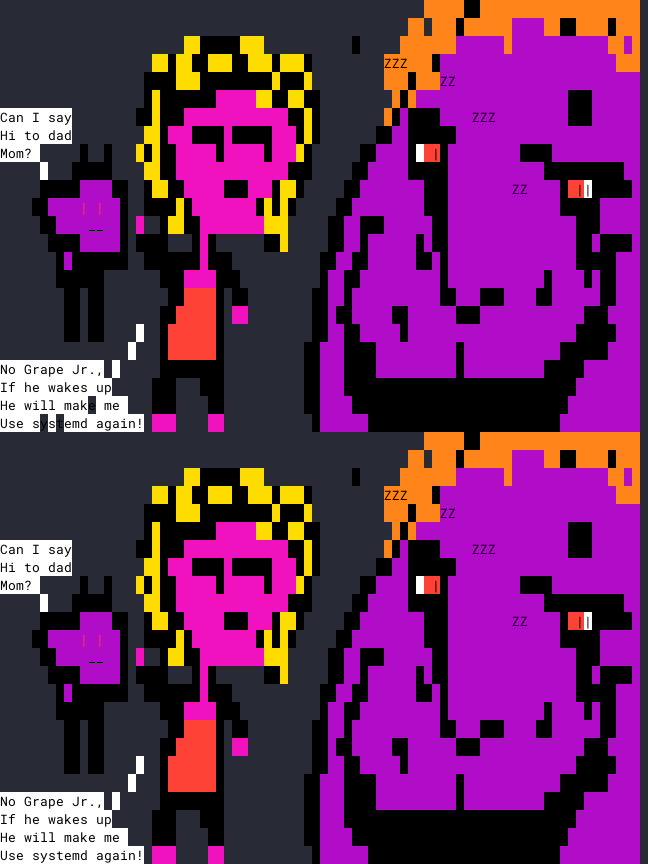 ZZZ
ZZ
ZZZ
ZZ
Can I say
Hi to dad
Mom?
No Grape Jr.,
If he wakes up
He will make me
Use systemd again!
ZZZ
ZZ
ZZZ
ZZ
Can I say
Hi to dad
Mom?
No Grape Jr.,
If he wakes up
He will make me
Use systemd again!